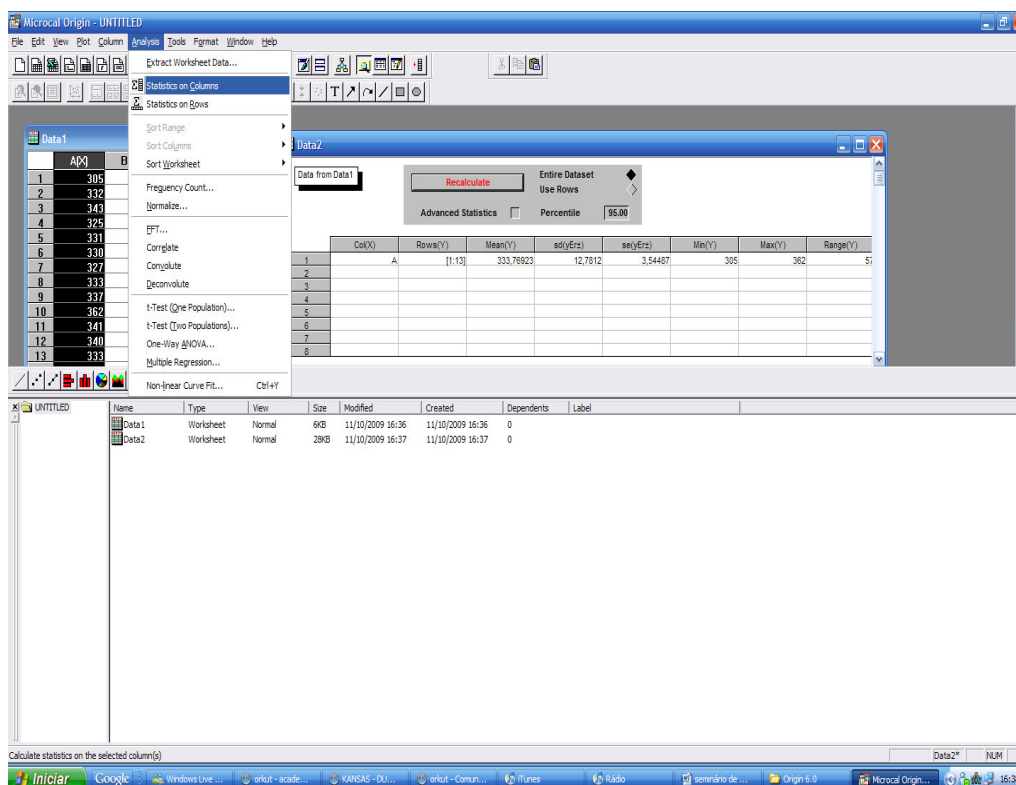 Microcal Origin - UNTITLED
File Edit View Plot Column Analysis Tools Format Window Help
Extract Worksheet Data...
Statistics on Columns
Statistics on Rows
Sort Range
Sort Columns
Sort Worksheet
Frequency Count...
Normalize...
FFT...
Correlate
Convolute
Deconvolute
t-Test (One Population)...
t-Test (Two Populations)...
One-Way ANOVA...
Multiple Regression...
Non-linear Curve Fit... Ctrl+Y
Data1
A[X] B
1 305
2 332
3 343
4 325
5 331
6 330
7 327
8 333
9 337
10 362
11 341
12 340
13 333
Data2
Data from Data1
Recalculate
Entire Dataset
Use Rows
Advanced Statistics Percentile 95.00
Col(X) Rows(Y) Mean(Y) sd(yEr±) se(yEr±) Min(Y) Max(Y) Range(Y)
1 A [1:13] 333,76923 12,7812 3,54487 305 362 57
2
3
4
5
6
7
8
UNTITLED
Name Type View Size Modified Created Dependents Label
Data1 Worksheet Normal 6KB 11/10/2009 16:36 11/10/2009 16:36 0
Data2 Worksheet Normal 28KB 11/10/2009 16:37 11/10/2009 16:37 0
Calculate statistics on the selected column(s)
Data2* NUM
Iniciar Google Windows Live ... orkut - acade... KANSAS - DU... orkut - Comun... iTunes Rádio seminário de ... Origin 6.0 Microcal Origin... 16:3